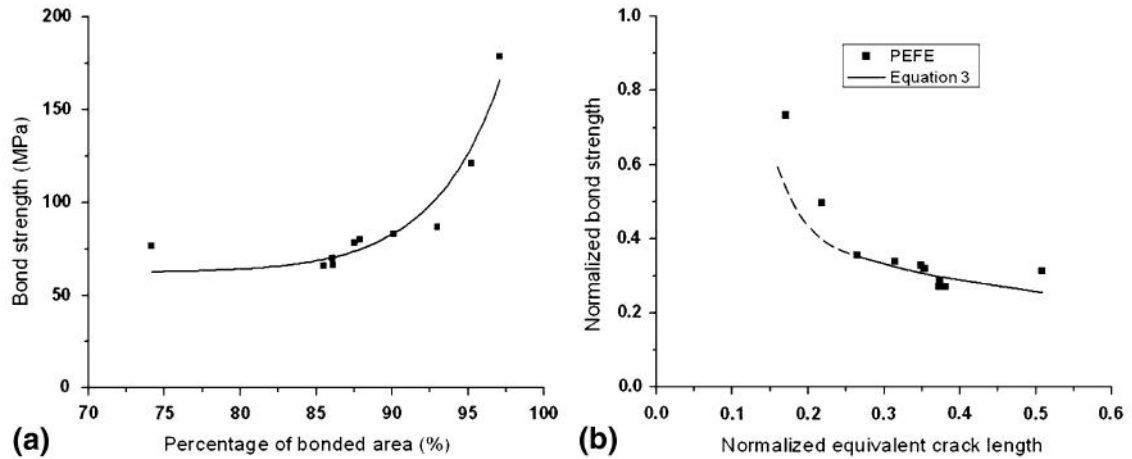 200
150
100
50
0
70 75 80 85 90 95 100
Bond strength (MPa)
Percentage of bonded area (%)
(a)
1.0
0.8
0.6
0.4
0.2
0.0
0.0 0.1 0.2 0.3 0.4 0.5 0.6
Normalized bond strength
Normalized equivalent crack length
PEFE
Equation 3
(b)